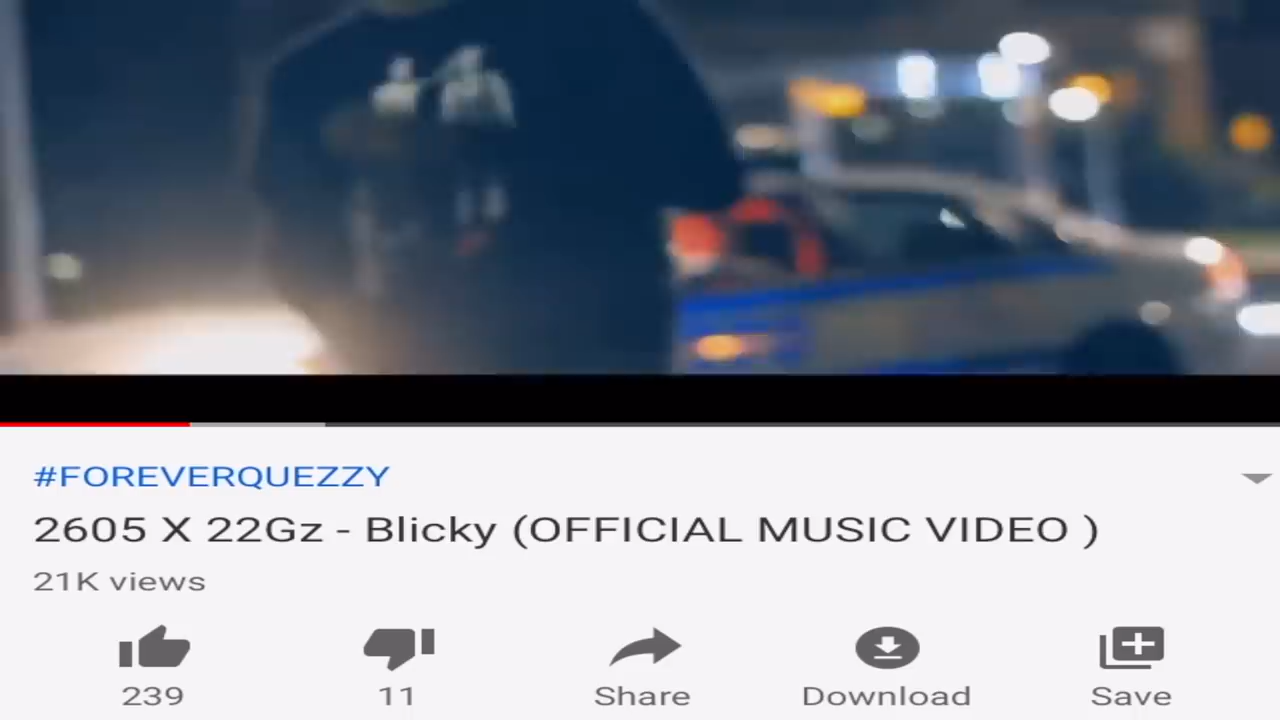 #FOREVERQUEZZY
2605 X 22Gz - Blicky (OFFICIAL MUSIC VIDEO )
21K views
239 11 Share Download Save